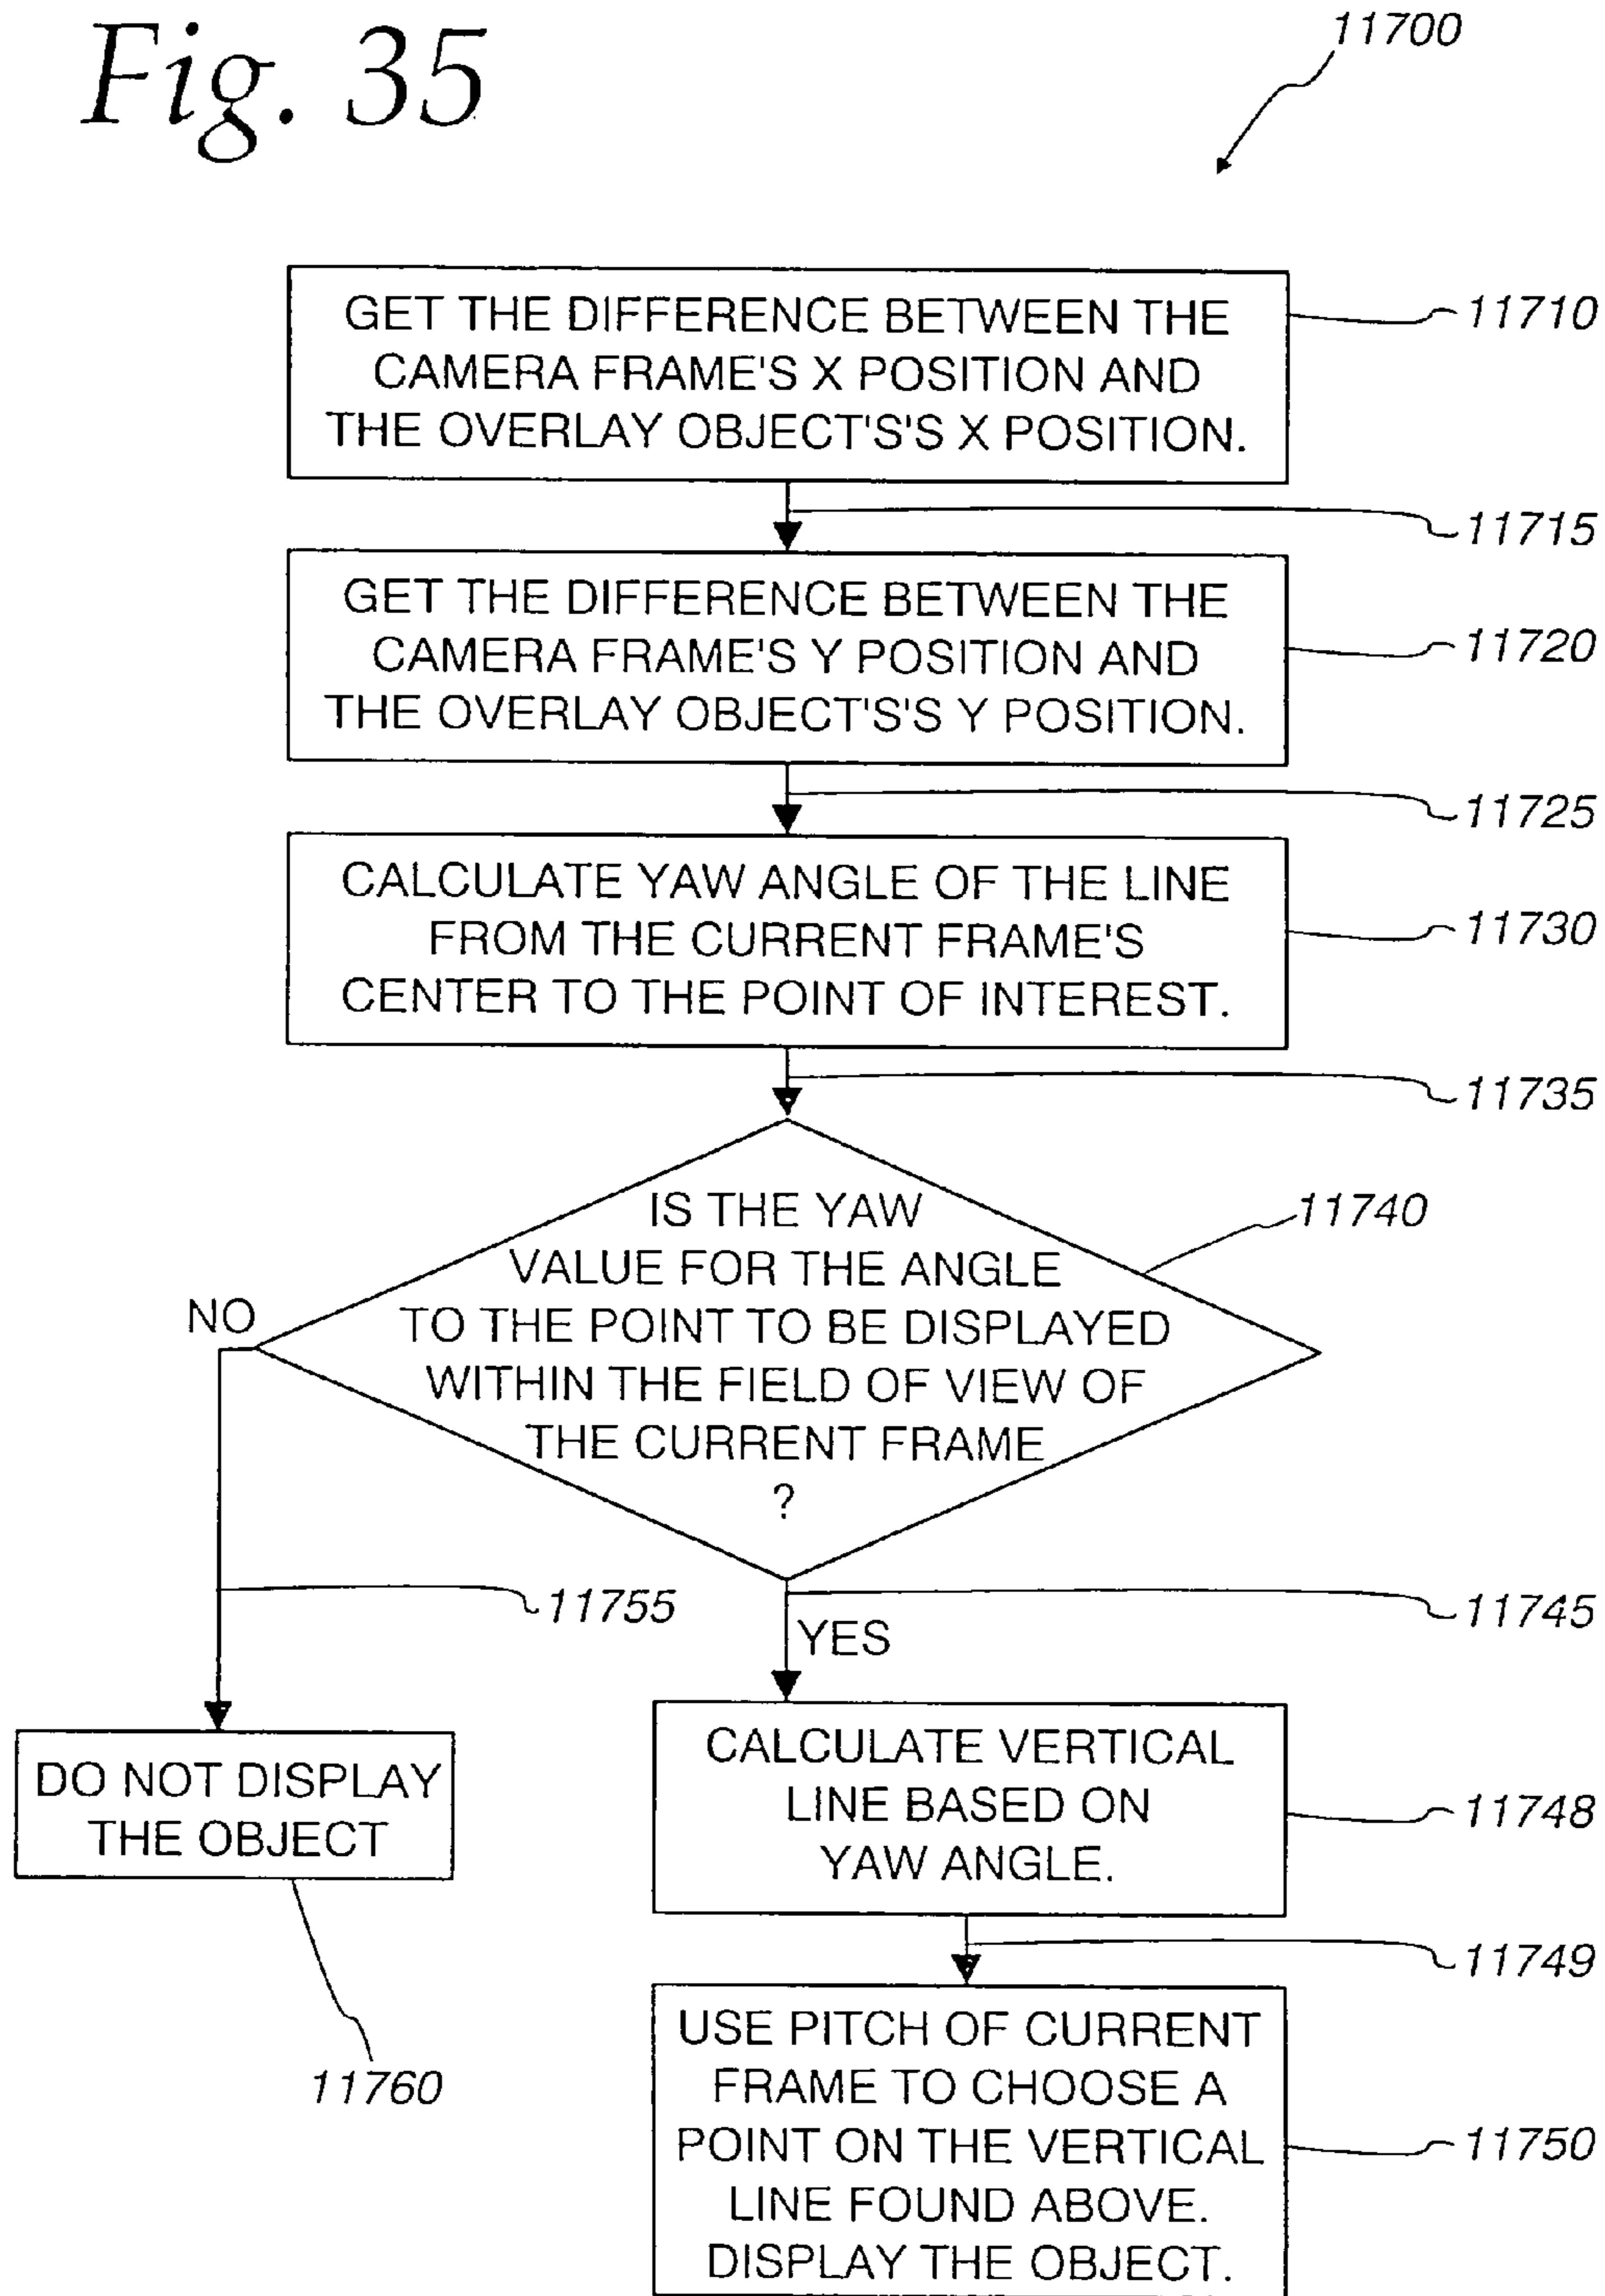 Fig. 35
11700
GET THE DIFFERENCE BETWEEN THE
CAMERA FRAME'S X POSITION AND
THE OVERLAY OBJECT'S'S X POSITION.
11710
11715
GET THE DIFFERENCE BETWEEN THE
CAMERA FRAME'S Y POSITION AND
THE OVERLAY OBJECT'S'S Y POSITION.
11720
11725
CALCULATE YAW ANGLE OF THE LINE
FROM THE CURRENT FRAME'S
CENTER TO THE POINT OF INTEREST.
11730
11735
IS THE YAW
VALUE FOR THE ANGLE
TO THE POINT TO BE DISPLAYED
WITHIN THE FIELD OF VIEW OF
THE CURRENT FRAME
?
11740
NO
11755
YES
11745
DO NOT DISPLAY
THE OBJECT
11760
CALCULATE VERTICAL
LINE BASED ON
YAW ANGLE.
11748
11749
USE PITCH OF CURRENT
FRAME TO CHOOSE A
POINT ON THE VERTICAL
LINE FOUND ABOVE.
DISPLAY THE OBJECT.
11750